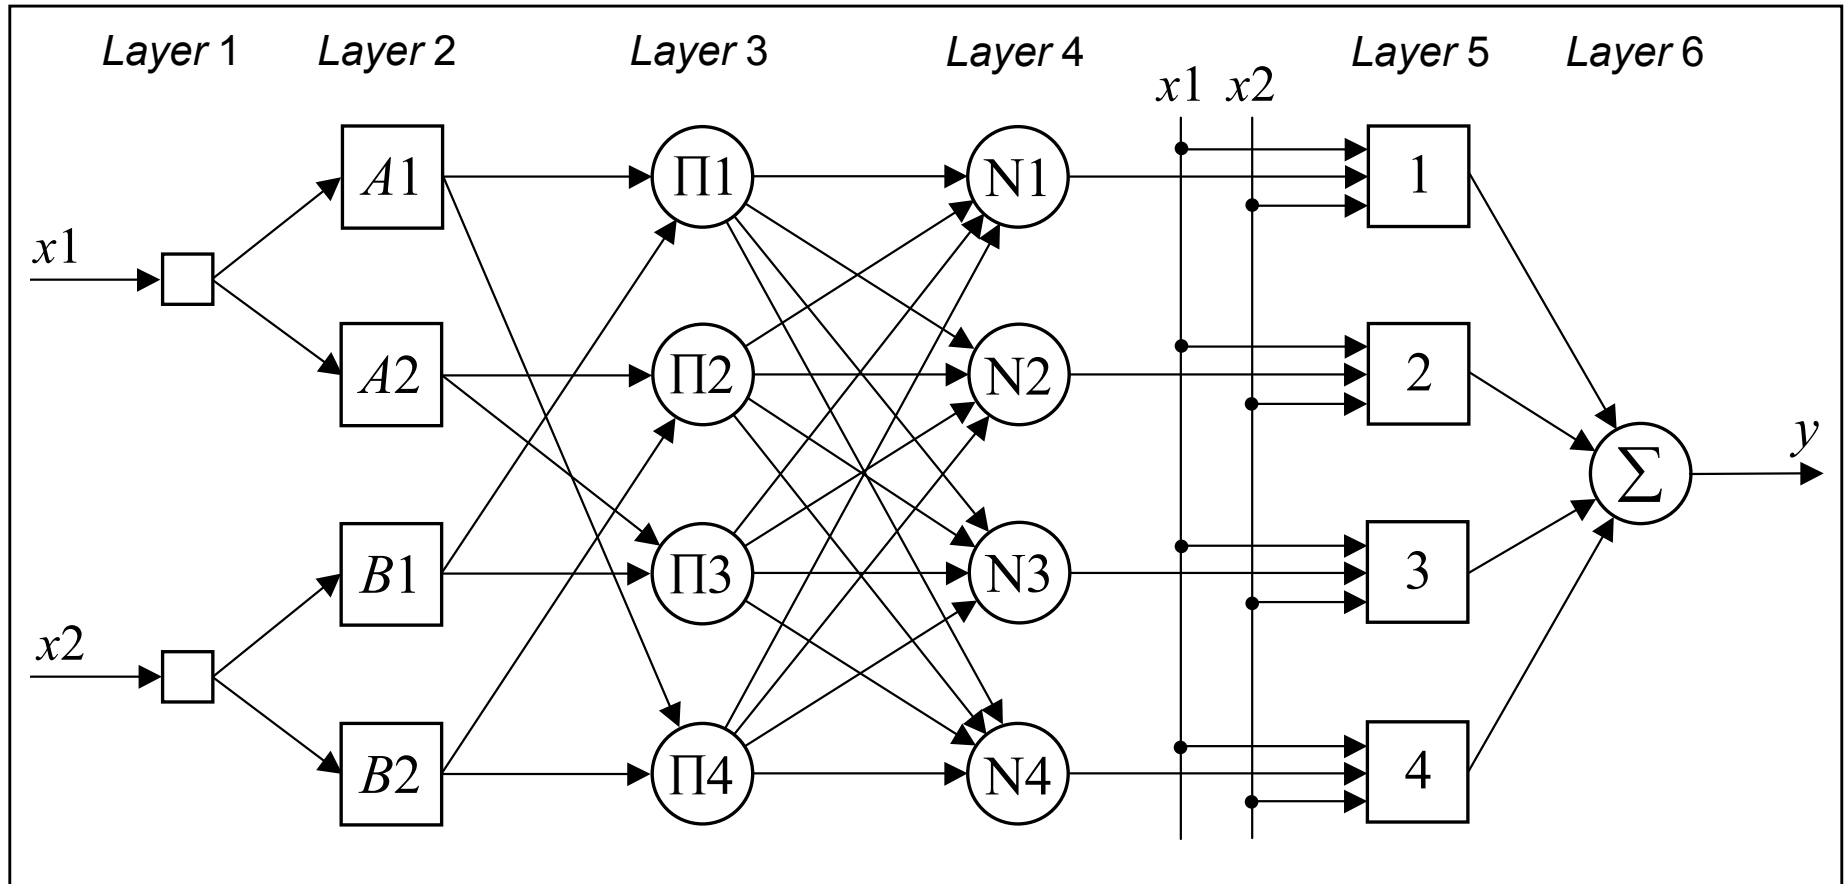 Layer 1 Layer 2 Layer 3 Layer 4 Layer 5 Layer 6
x1 x2
A1 Π1 N1 1
x1
A2 Π2 N2 2
y
Σ
B1 Π3 N3 3
x2
B2 Π4 N4 4